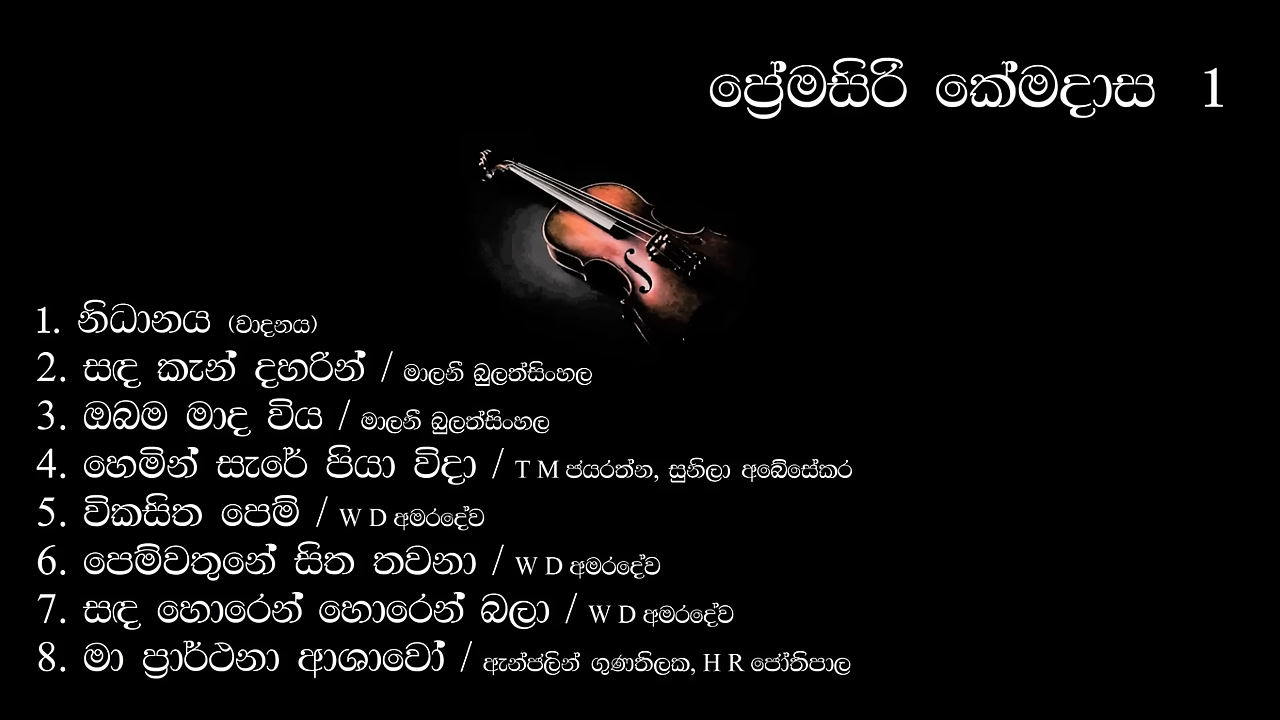 ප්‍රේමසිරි කේමදාස 1
1. නිධානය (වාදනය)
2. සඳ කැන් දහරින් / මාලනී බුලත්සිංහල
3. ඔබම මාද විය / මාලනී බුලත්සිංහල
4. හෙමින් සැරේ පියා විදා / T M ජයරත්න, සුනිලා අබේසේකර
5. විකසිත පෙම් / W D අමරදේව
6. පෙම්වතුනේ සිත තවනා / W D අමරදේව
7. සඳ හොරෙන් හොරෙන් බලා / W D අමරදේව
8. මා ප්‍රාර්ථනා ආශාවෝ / ඇන්ජලින් ගුණතිලක, H R ජෝතිපාල